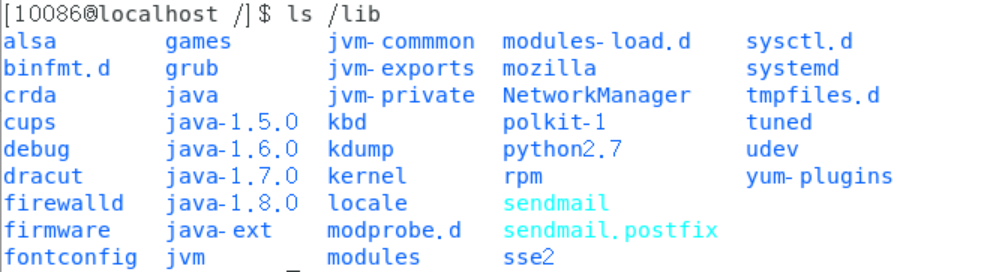 [10086@localhost /]$ ls /lib
alsa games jvm-commmon modules-load.d sysctl.d
binfmt.d grub jvm-exports mozilla systemd
crda java jvm-private NetworkManager tmpfiles.d
cups java-1.5.0 kbd polkit-1 tuned
debug java-1.6.0 kdump python2.7 udev
dracut java-1.7.0 kernel rpm yum-plugins
firewalld java-1.8.0 locale sendmail
firmware java-ext modprobe.d sendmail.postfix
fontconfig jvm modules sse2